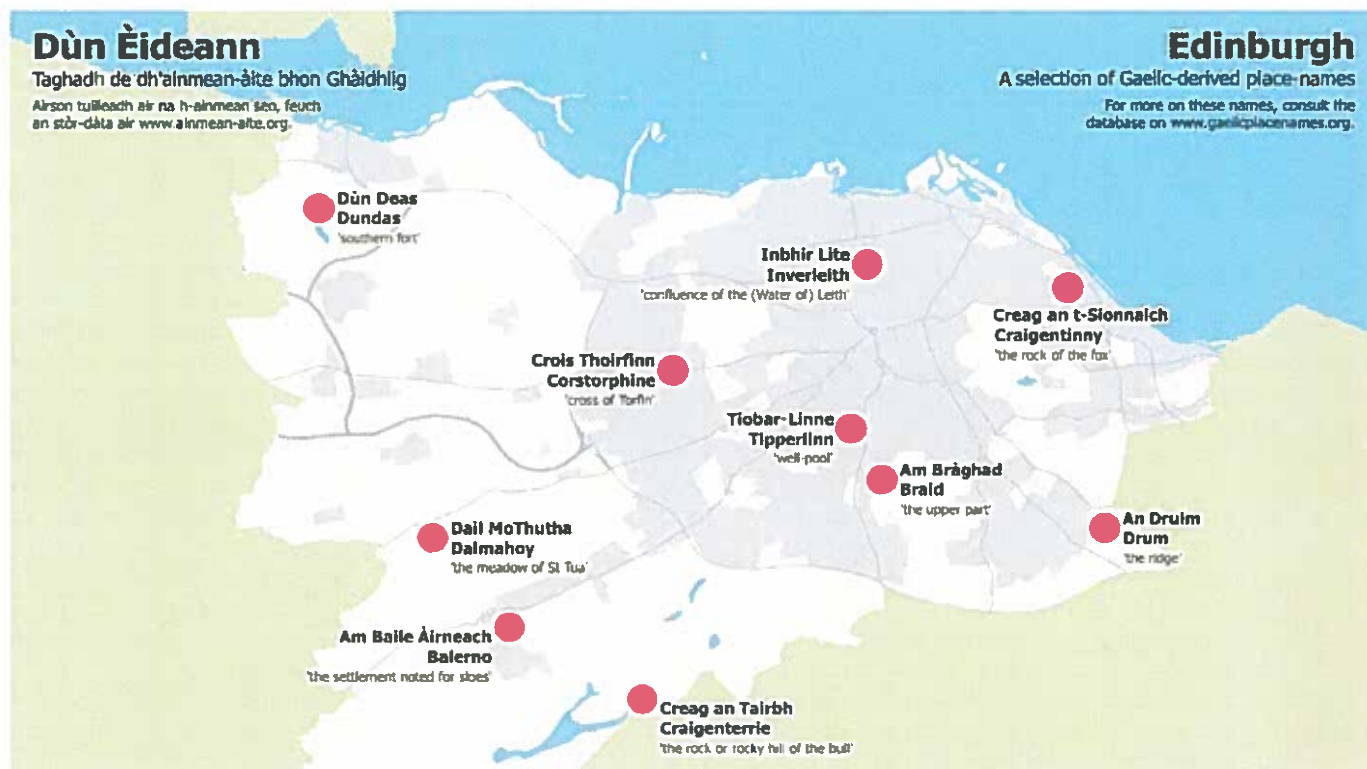 Dùn Èideann
Taghadh de dh'ainmean-àite bhon Ghàidhlig
Airson tuilleadh air na h-ainmean seo, feuch
an stòr-dàta air www.ainmean-aite.org.
Edinburgh
A selection of Gaelic-derived place-names
For more on these names, consult the
database on www.gaelicplacenames.org.
Dùn Deas
Dundas
'southern fort'
Inbhir Lite
Inverleith
'confluence of the (Water of) Leith'
Creag an t-Sionnaich
Craigentinny
'the rock of the fox'
Crois Thoirfinn
Corstorphine
'cross of Torfin'
Tiobar-Linne
Tipperlinn
'well-pool'
Am Bràghad
Braid
'the upper part'
An Druim
Drum
'the ridge'
Dail MoThutha
Dalmahoy
'the meadow of St Tua'
Am Baile Àirneach
Balerno
'the settlement noted for sloes'
Creag an Tairbh
Craigenterrie
'the rock or rocky hill of the bull'